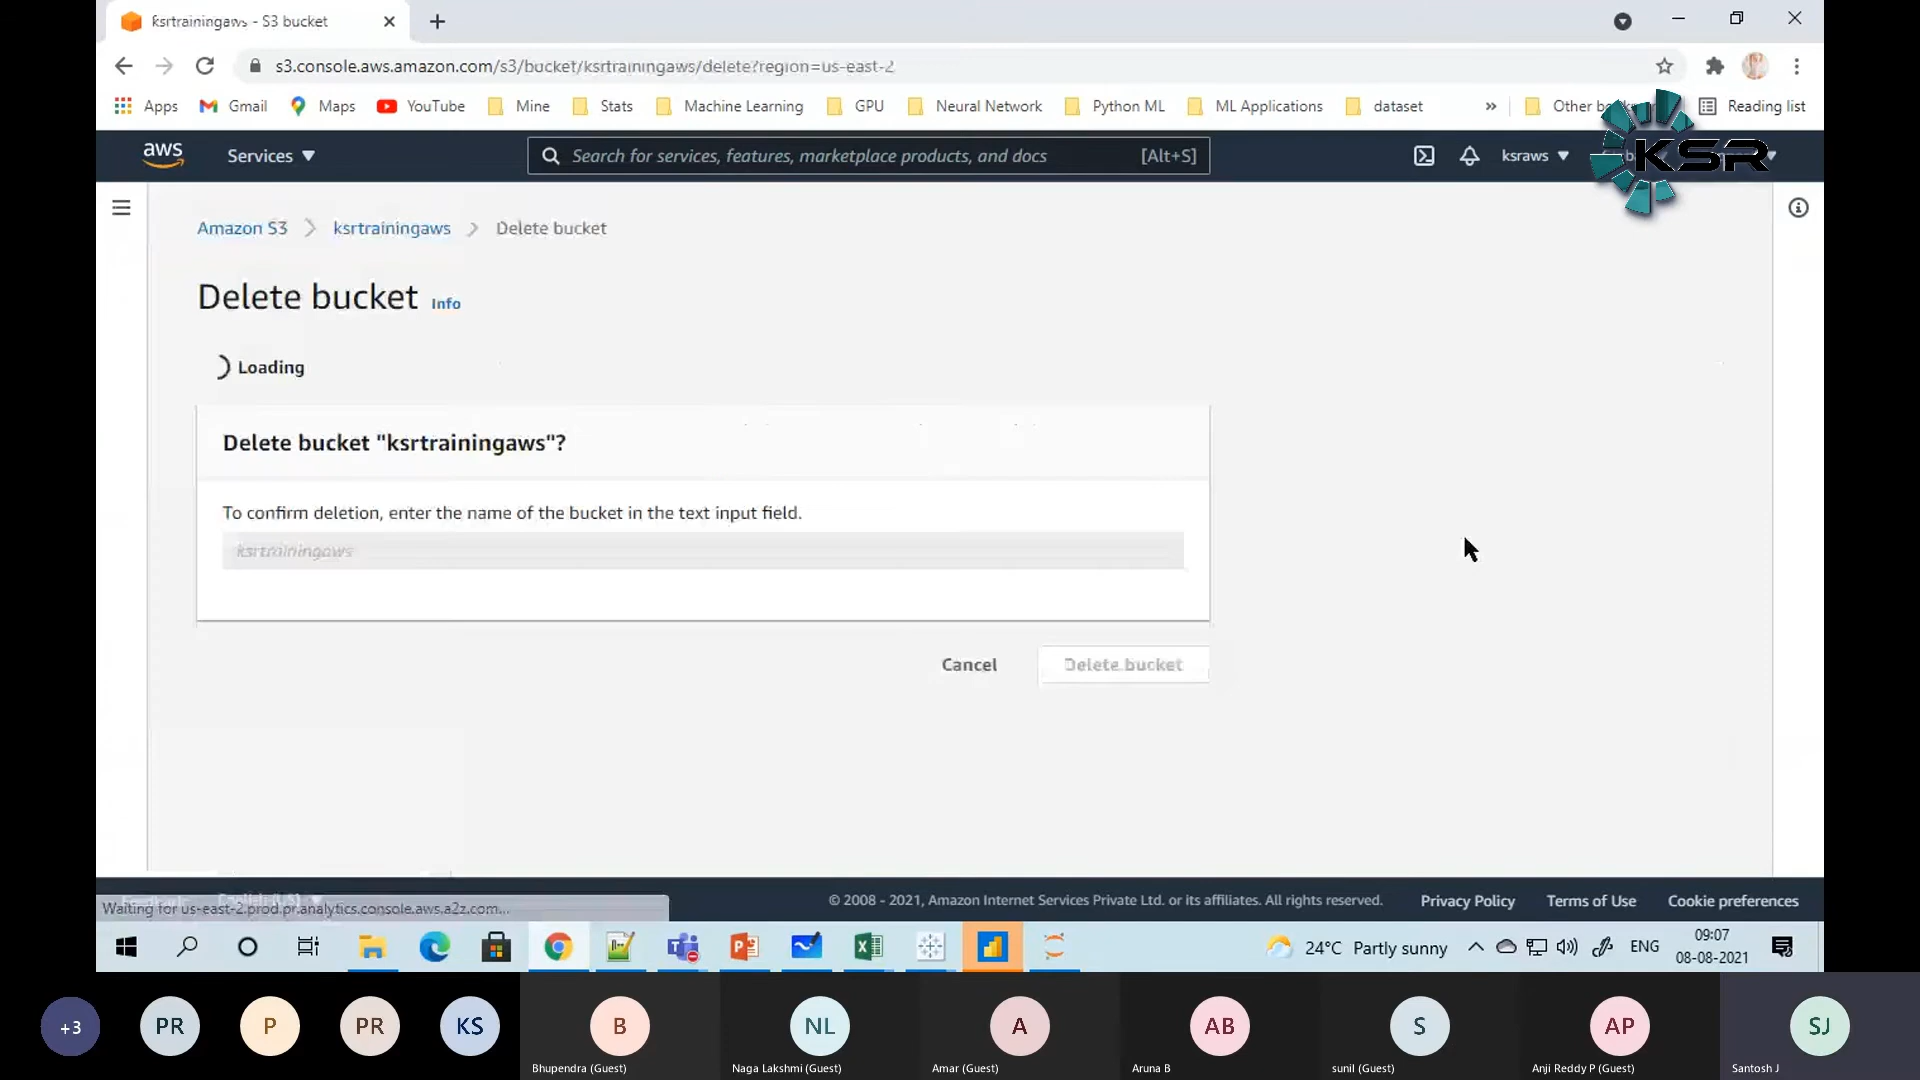 ksrtrainingaws - S3 bucket
s3.console.aws.amazon.com/s3/bucket/ksrtrainingaws/delete?region=us-east-2
Apps Gmail Maps YouTube Mine Stats Machine Learning GPU Neural Network Python ML ML Applications dataset » Other Reading list
aws Services Search for services, features, marketplace products, and docs [Alt+S] ksraws
KSR
Amazon S3 ksrtrainingaws Delete bucket
Delete bucket Info
Loading
Delete bucket "ksrtrainingaws"?
To confirm deletion, enter the name of the bucket in the text input field.
ksrtrainingaws
Cancel Delete bucket
Waiting for us-east-2.prod.pr.analytics.console.aws.a2z.com...
© 2008 - 2021, Amazon Internet Services Private Ltd. or its affiliates. All rights reserved. Privacy Policy Terms of Use Cookie preferences
24°C Partly sunny ENG 09:07
08-08-2021
+3 PR P PR KS B NL A AB S AP SJ
Bhupendra (Guest) Naga Lakshmi (Guest) Amar (Guest) Aruna B sunil (Guest) Anji Reddy P (Guest) Santosh J